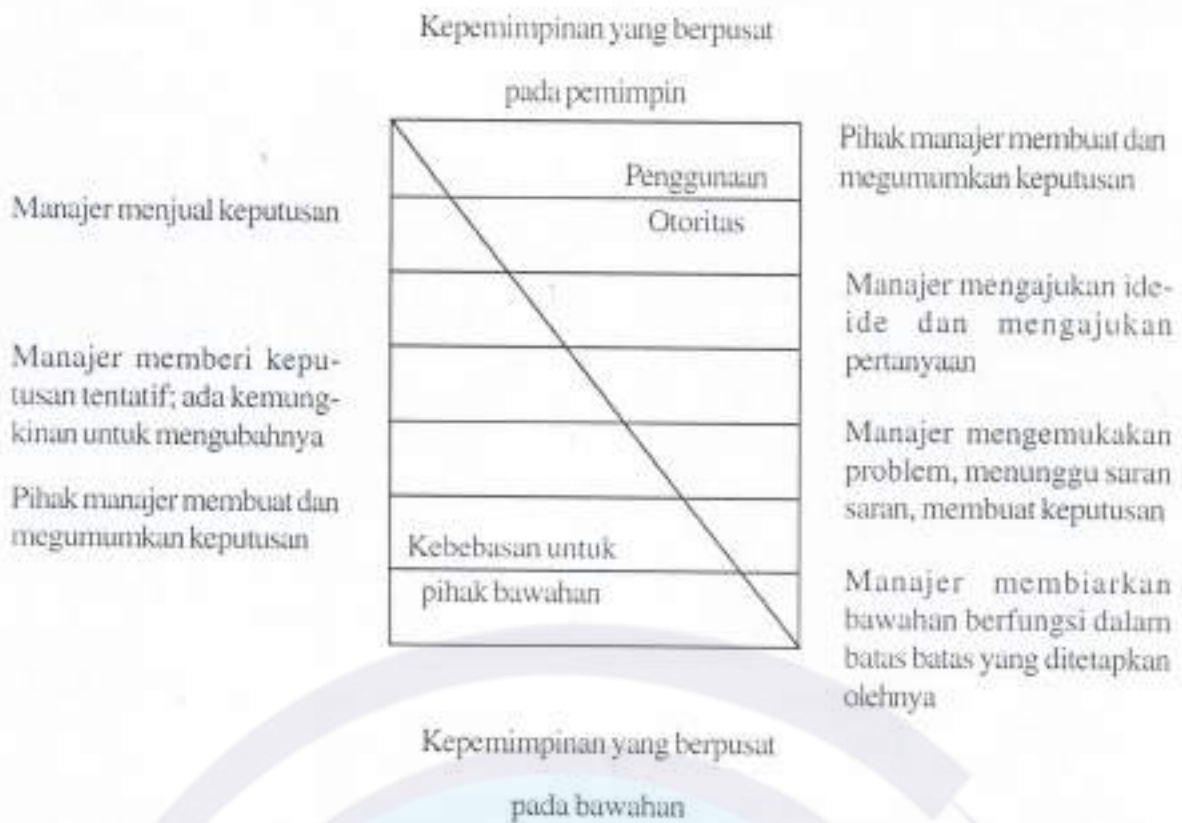 Kepemimpinan yang berpusat
pada pemimpin
Manajer menjual keputusan
Manajer memberi kepu-
tusan tentatif; ada kemung-
kinan untuk mengubahnya
Pihak manajer membuat dan
megumumkan keputusan
Penggunaan
Otoritas
Kebebasan untuk
pihak bawahan
Pihak manajer membuat dan
megumumkan keputusan
Manajer mengajukan ide-
ide dan mengajukan
pertanyaan
Manajer mengemukakan
problem, menunggu saran
saran, membuat keputusan
Manajer membiarkan
bawahan berfungsi dalam
batas batas yang ditetapkan
olehnya
Kepemimpinan yang berpusat
pada bawahan